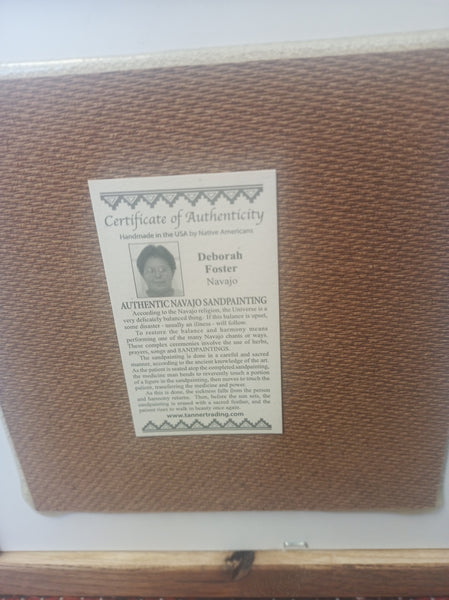 Certificate of Authenticity
Handmade in the USA by Native Americans
Deborah
Foster
Navajo
AUTHENTIC NAVAJO SANDPAINTING
According to the Navajo religion, the Universe is a
very delicately balanced thing. If this balance is upset,
some disaster - usually an illness - will follow.
To restore the balance and harmony means
performing one of the many Navajo chants or ways.
These complex ceremonies involve the use of herbs,
prayers, songs and SANDPAINTINGS.
The sandpainting is done in a careful and sacred
manner, according to the ancient knowledge of the art.
As the patient is seated atop the completed sandpainting,
the medicine man bends to reverently touch a portion
of a figure in the sandpainting, then moves to touch the
patient, transferring the medicine and power.
As this is done, the sickness falls from the person
and harmony returns. Then, before the sun sets, the
sandpainting is erased with a sacred feather, and the
patient rises to walk in beauty once again.
www.tannertrading.com